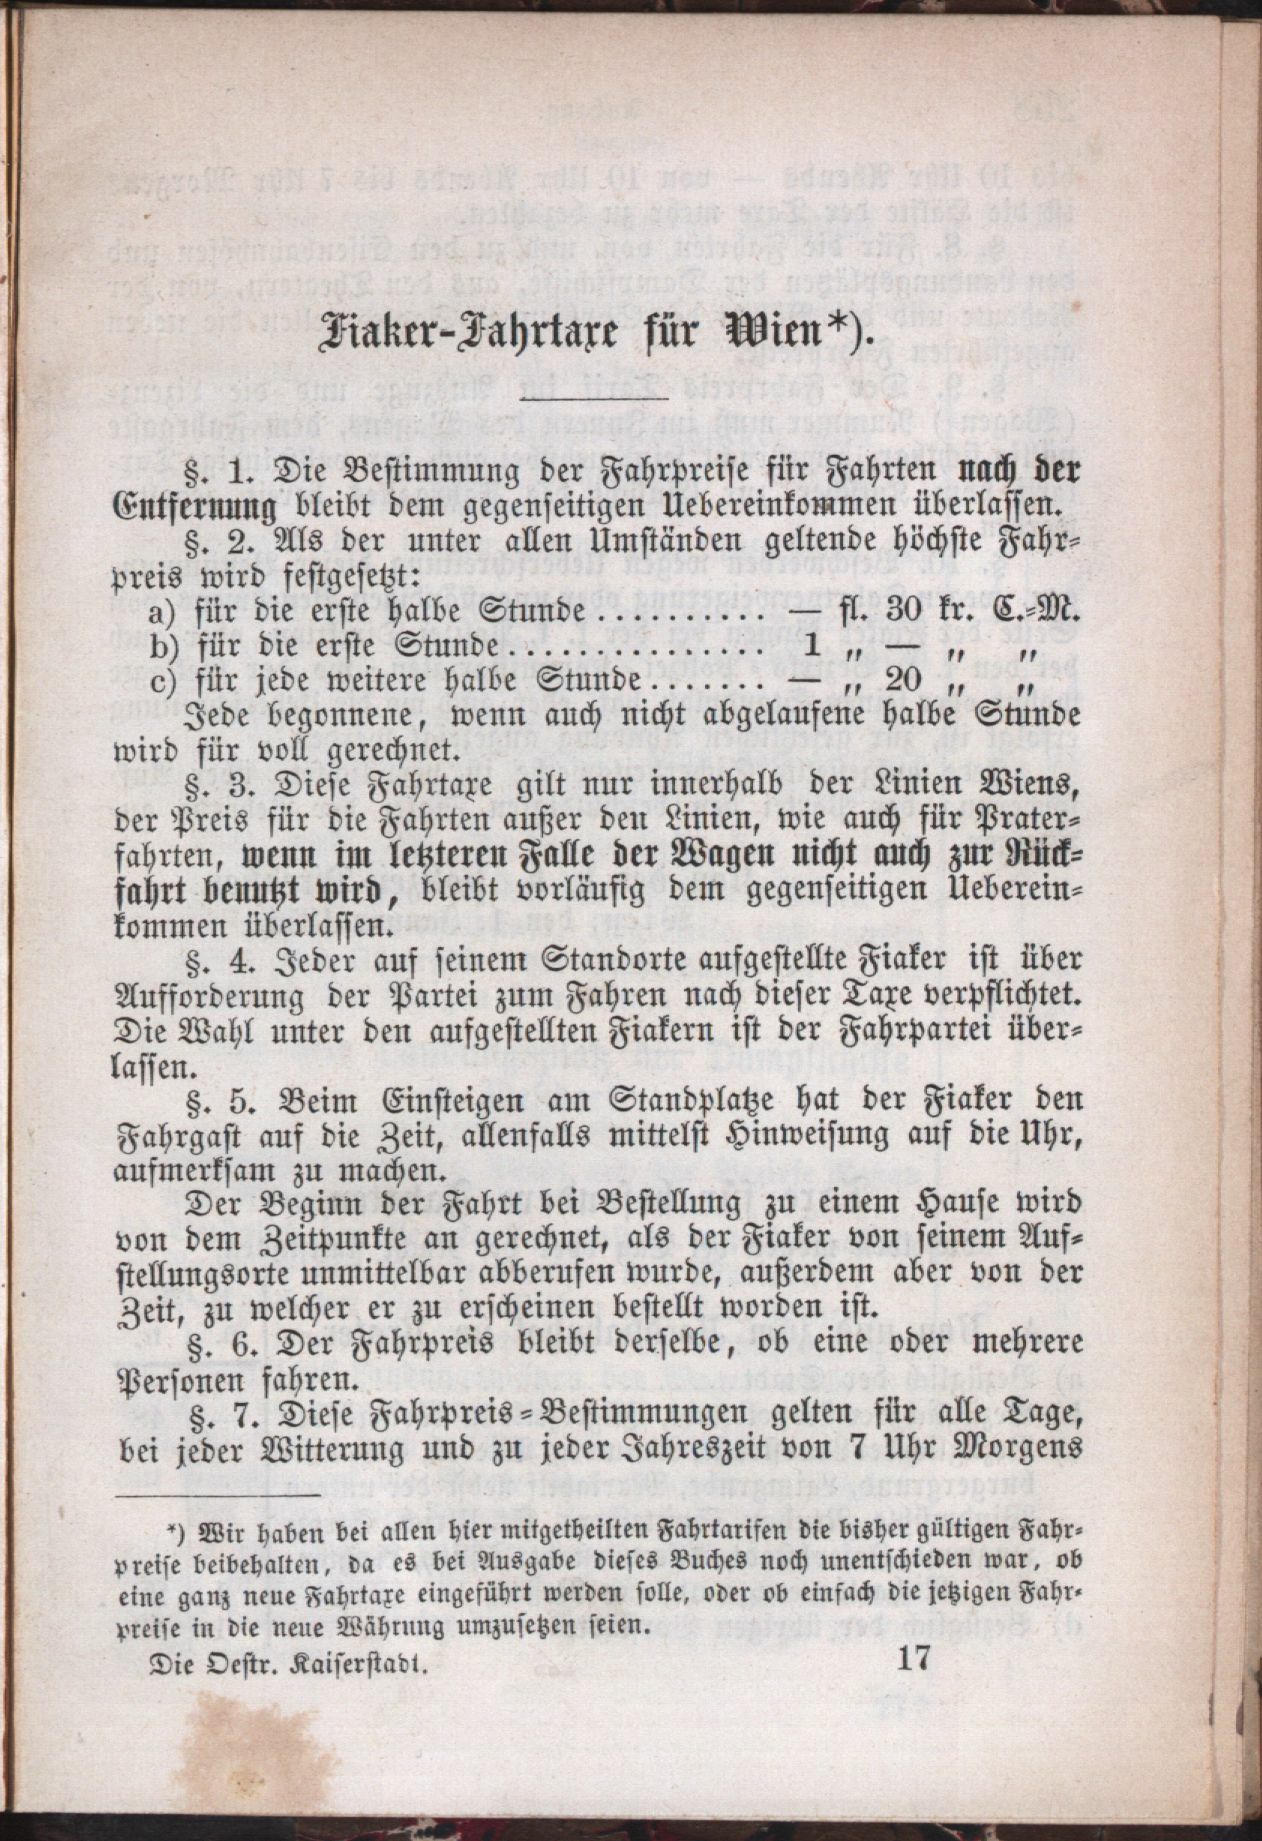 Fiaker-Fahrtaxe für Wien*).
§. 1. Die Bestimmung der Fahrpreise für Fahrten nach der
Entfernung bleibt dem gegenseitigen Uebereinkommen überlassen.
§. 2. Als der unter allen Umständen geltende höchste Fahr-
preis wird festgesetzt:
a) für die erste halbe Stunde .......... — fl. 30 kr. C.-M.
b) für die erste Stunde ............... 1 „ — „ „
c) für jede weitere halbe Stunde ....... — „ 20 „ „
Jede begonnene, wenn auch nicht abgelaufene halbe Stunde
wird für voll gerechnet.
§. 3. Diese Fahrtaxe gilt nur innerhalb der Linien Wiens,
der Preis für die Fahrten außer den Linien, wie auch für Prater-
fahrten, wenn im letzteren Falle der Wagen nicht auch zur Rück-
fahrt benutzt wird, bleibt vorläufig dem gegenseitigen Ueberein-
kommen überlassen.
§. 4. Jeder auf seinem Standorte aufgestellte Fiaker ist über
Aufforderung der Partei zum Fahren nach dieser Taxe verpflichtet.
Die Wahl unter den aufgestellten Fiakern ist der Fahrpartei über-
lassen.
§. 5. Beim Einsteigen am Standplatze hat der Fiaker den
Fahrgast auf die Zeit, allenfalls mittelst Hinweisung auf die Uhr,
aufmerksam zu machen.
Der Beginn der Fahrt bei Bestellung zu einem Hause wird
von dem Zeitpunkte an gerechnet, als der Fiaker von seinem Auf-
stellungsorte unmittelbar abberufen wurde, außerdem aber von der
Zeit, zu welcher er zu erscheinen bestellt worden ist.
§. 6. Der Fahrpreis bleibt derselbe, ob eine oder mehrere
Personen fahren.
§. 7. Diese Fahrpreis-Bestimmungen gelten für alle Tage,
bei jeder Witterung und zu jeder Jahreszeit von 7 Uhr Morgens
*) Wir haben bei allen hier mitgetheilten Fahrtarifen die bisher gültigen Fahr-
preise beibehalten, da es bei Ausgabe dieses Buches noch unentschieden war, ob
eine ganz neue Fahrtaxe eingeführt werden solle, oder ob einfach die jetzigen Fahr-
preise in die neue Währung umzusetzen seien.
Die Oestr. Kaiserstadt. 17